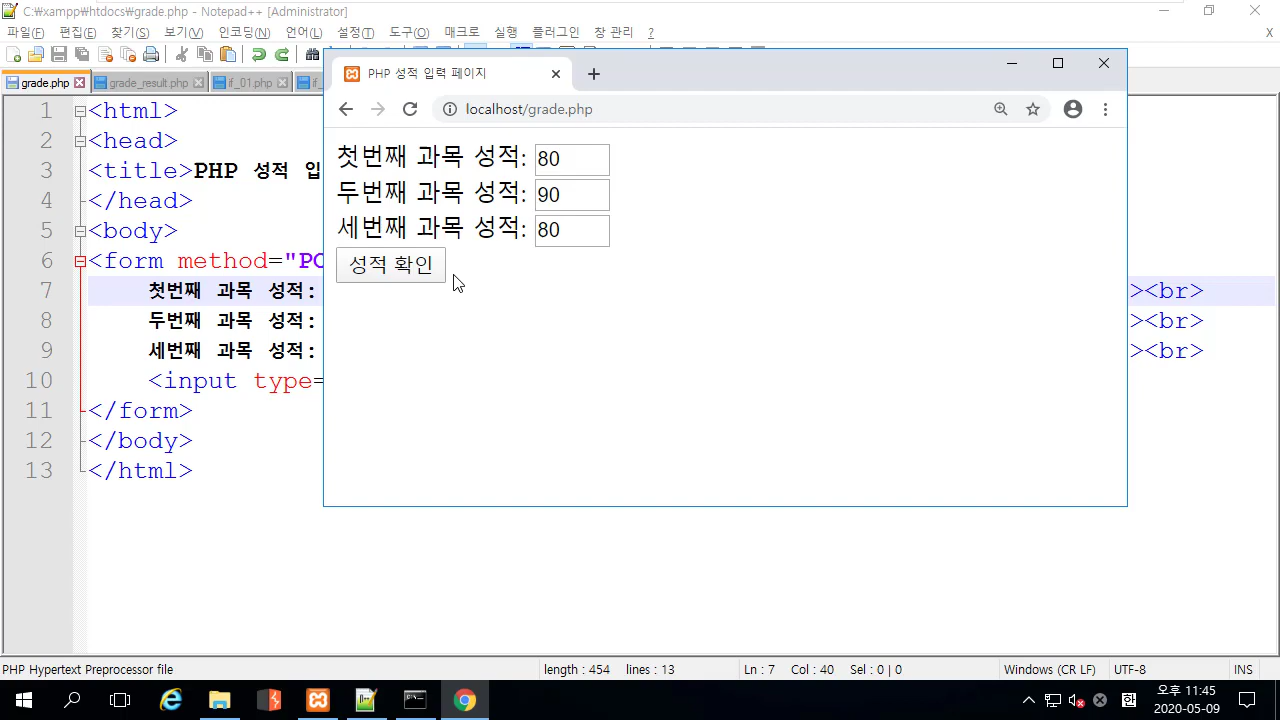 C:₩xampp₩htdocs₩grade.php - Notepad++ [Administrator]
파일(F) 편집(E) 찾기(S) 보기(V) 인코딩(N) 언어(L) 설정(T) 도구(O) 매크로 실행 플러그인 창 관리 ? X
grade.php grade_result.php if_01.php if_
1 <html>
2 <head>
3 <title>PHP 성적 입
4 </head>
5 <body>
6 <form method="PO
7 첫번째 과목 성적: ><br>
8 두번째 과목 성적: ><br>
9 세번째 과목 성적: ><br>
10 <input type=
11 </form>
12 </body>
13 </html>
PHP 성적 입력 페이지
localhost/grade.php
첫번째 과목 성적: 80
두번째 과목 성적: 90
세번째 과목 성적: 80
성적 확인
PHP Hypertext Preprocessor file length : 454 lines : 13 Ln : 7 Col : 40 Sel : 0 | 0 Windows (CR LF) UTF-8 INS
한 오후 11:45
2020-05-09